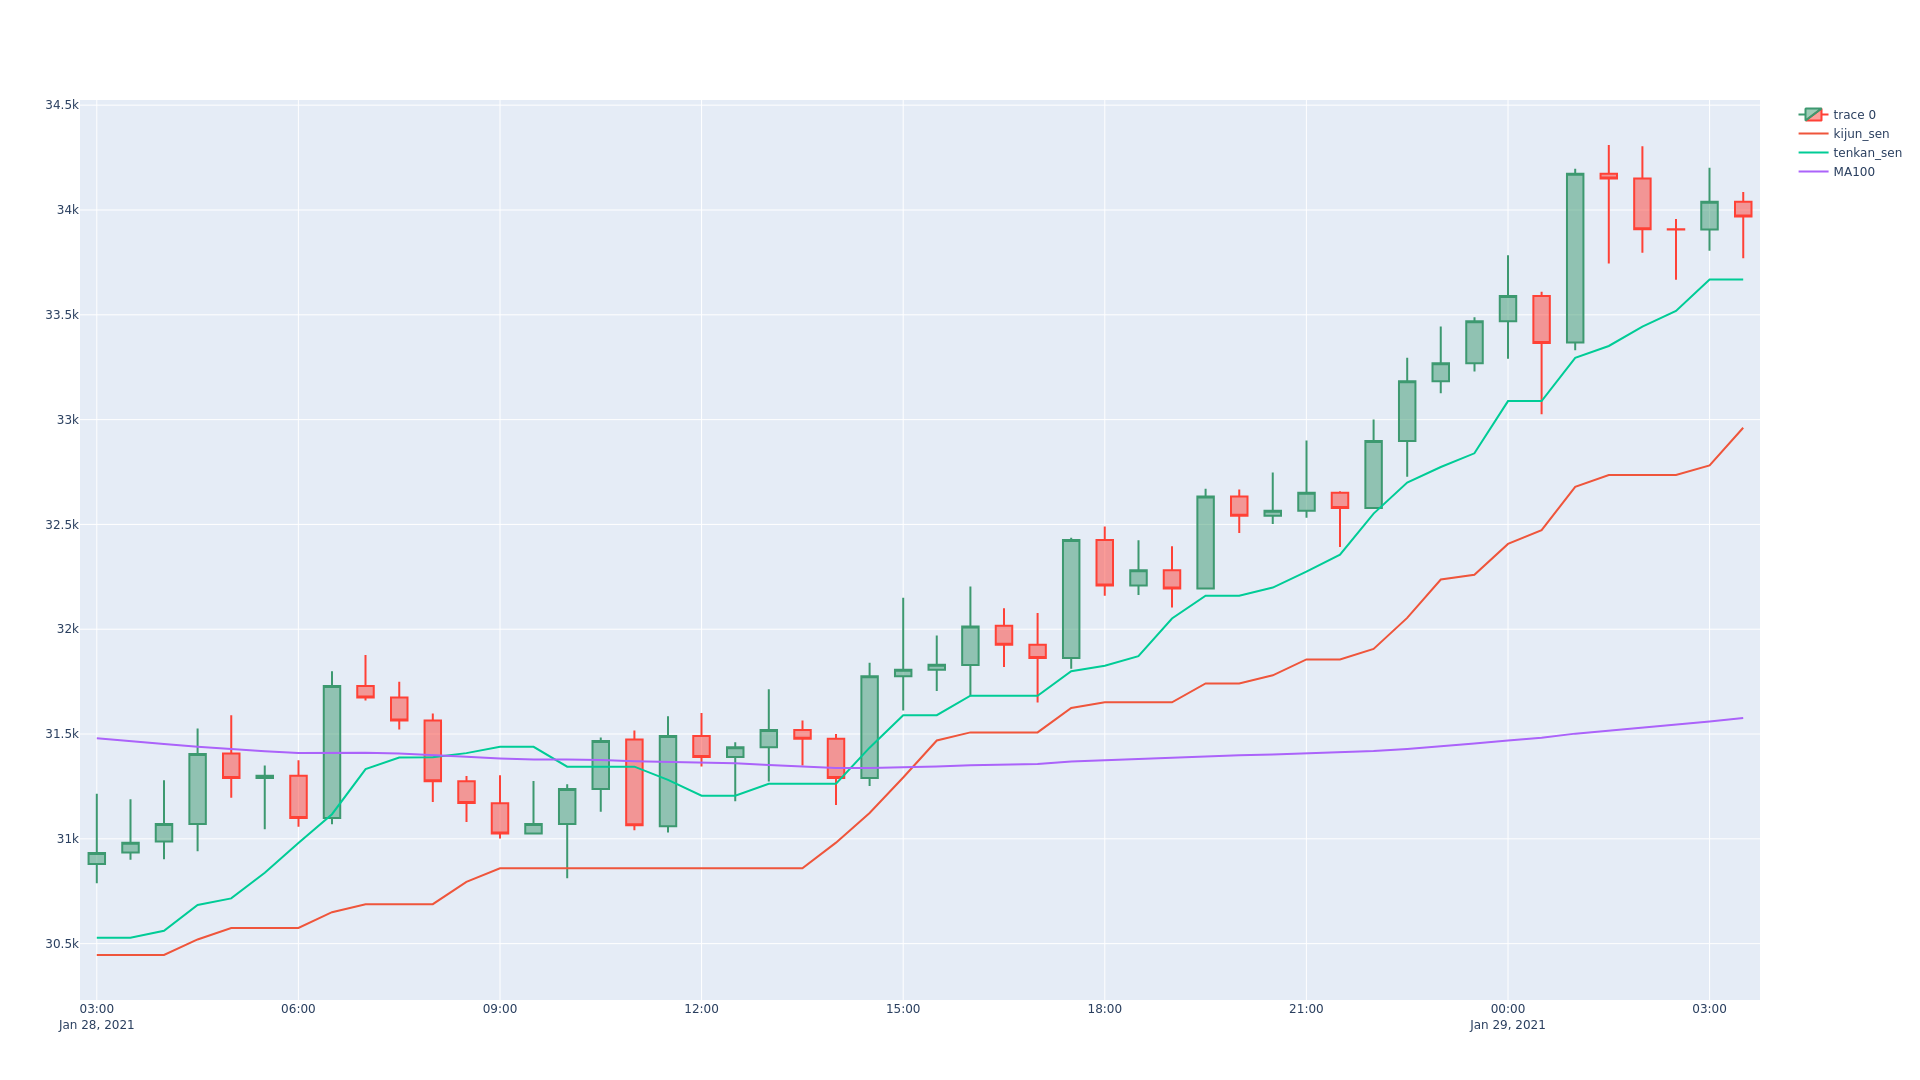 34.5k
34k
33.5k
33k
32.5k
32k
31.5k
31k
30.5k
03:00 06:00 09:00 12:00 15:00 18:00 21:00 00:00 03:00
Jan 28, 2021 Jan 29, 2021
trace 0
kijun_sen
tenkan_sen
MA100